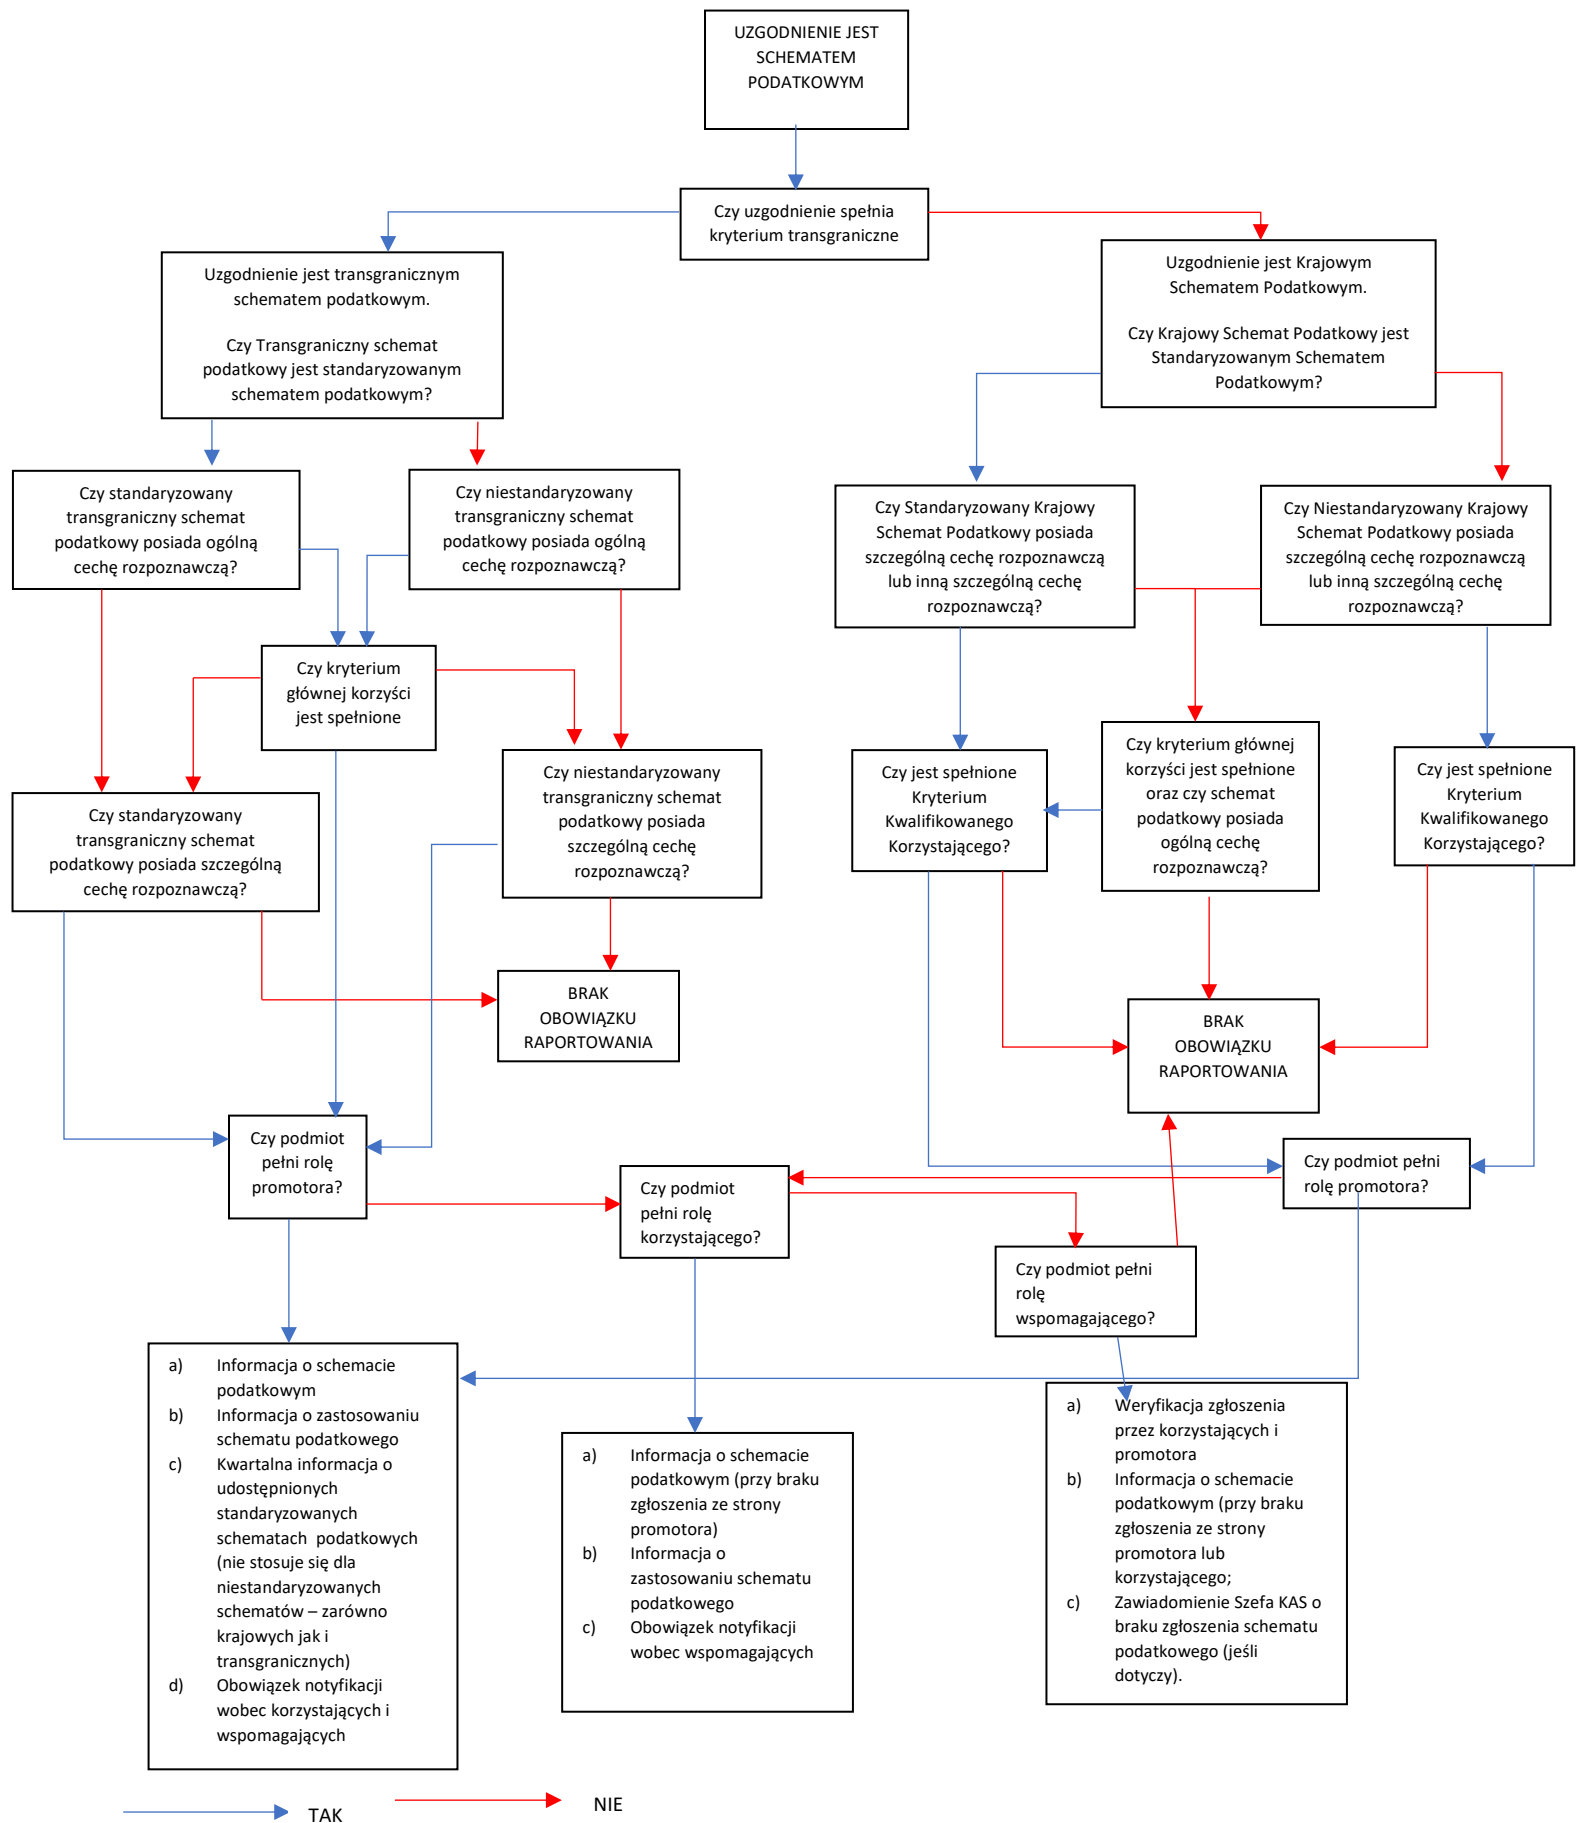 UZGODNIENIE JEST
SCHEMATEM
PODATKOWYM
Czy uzgodnienie spełnia
kryterium transgraniczne
Uzgodnienie jest transgranicznym
schematem podatkowym.
Czy Transgraniczny schemat
podatkowy jest standaryzowanym
schematem podatkowym?
Uzgodnienie jest Krajowym
Schematem Podatkowym.
Czy Krajowy Schemat Podatkowy jest
Standaryzowanym Schematem
Podatkowym?
Czy standaryzowany
transgraniczny schemat
podatkowy posiada ogólną
cechę rozpoznawczą?
Czy niestandaryzowany
transgraniczny schemat
podatkowy posiada ogólną
cechę rozpoznawczą?
Czy Standaryzowany Krajowy
Schemat Podatkowy posiada
szczególną cechę rozpoznawczą
lub inną szczególną cechę
rozpoznawczą?
Czy Niestandaryzowany Krajowy
Schemat Podatkowy posiada
szczególną cechę rozpoznawczą
lub inną szczególną cechę
rozpoznawczą?
Czy kryterium
głównej korzyści
jest spełnione
Czy standaryzowany
transgraniczny schemat
podatkowy posiada szczególną
cechę rozpoznawczą?
Czy niestandaryzowany
transgraniczny schemat
podatkowy posiada
szczególną cechę
rozpoznawczą?
Czy jest spełnione
Kryterium
Kwalifikowanego
Korzystającego?
Czy kryterium głównej
korzyści jest spełnione
oraz czy schemat
podatkowy posiada
ogólną cechę
rozpoznawczą?
Czy jest spełnione
Kryterium
Kwalifikowanego
Korzystającego?
BRAK
OBOWIĄZKU
RAPORTOWANIA
BRAK
OBOWIĄZKU
RAPORTOWANIA
Czy podmiot
pełni rolę
promotora?
Czy podmiot
pełni rolę
korzystającego?
Czy podmiot pełni
rolę promotora?
Czy podmiot pełni
rolę
wspomagającego?
a) Informacja o schemacie
podatkowym
b) Informacja o zastosowaniu
schematu podatkowego
c) Kwartalna informacja o
udostępnionych
standaryzowanych
schematach podatkowych
(nie stosuje się dla
niestandaryzowanych
schematów – zarówno
krajowych jak i
transgranicznych)
d) Obowiązek notyfikacji
wobec korzystających i
wspomagających
a) Informacja o schemacie
podatkowym (przy braku
zgłoszenia ze strony
promotora)
b) Informacja o
zastosowaniu schematu
podatkowego
c) Obowiązek notyfikacji
wobec wspomagających
a) Weryfikacja zgłoszenia
przez korzystających i
promotora
b) Informacja o schemacie
podatkowym (przy braku
zgłoszenia ze strony
promotora lub
korzystającego;
c) Zawiadomienie Szefa KAS o
braku zgłoszenia schematu
podatkowego (jeśli
dotyczy).
TAK
NIE